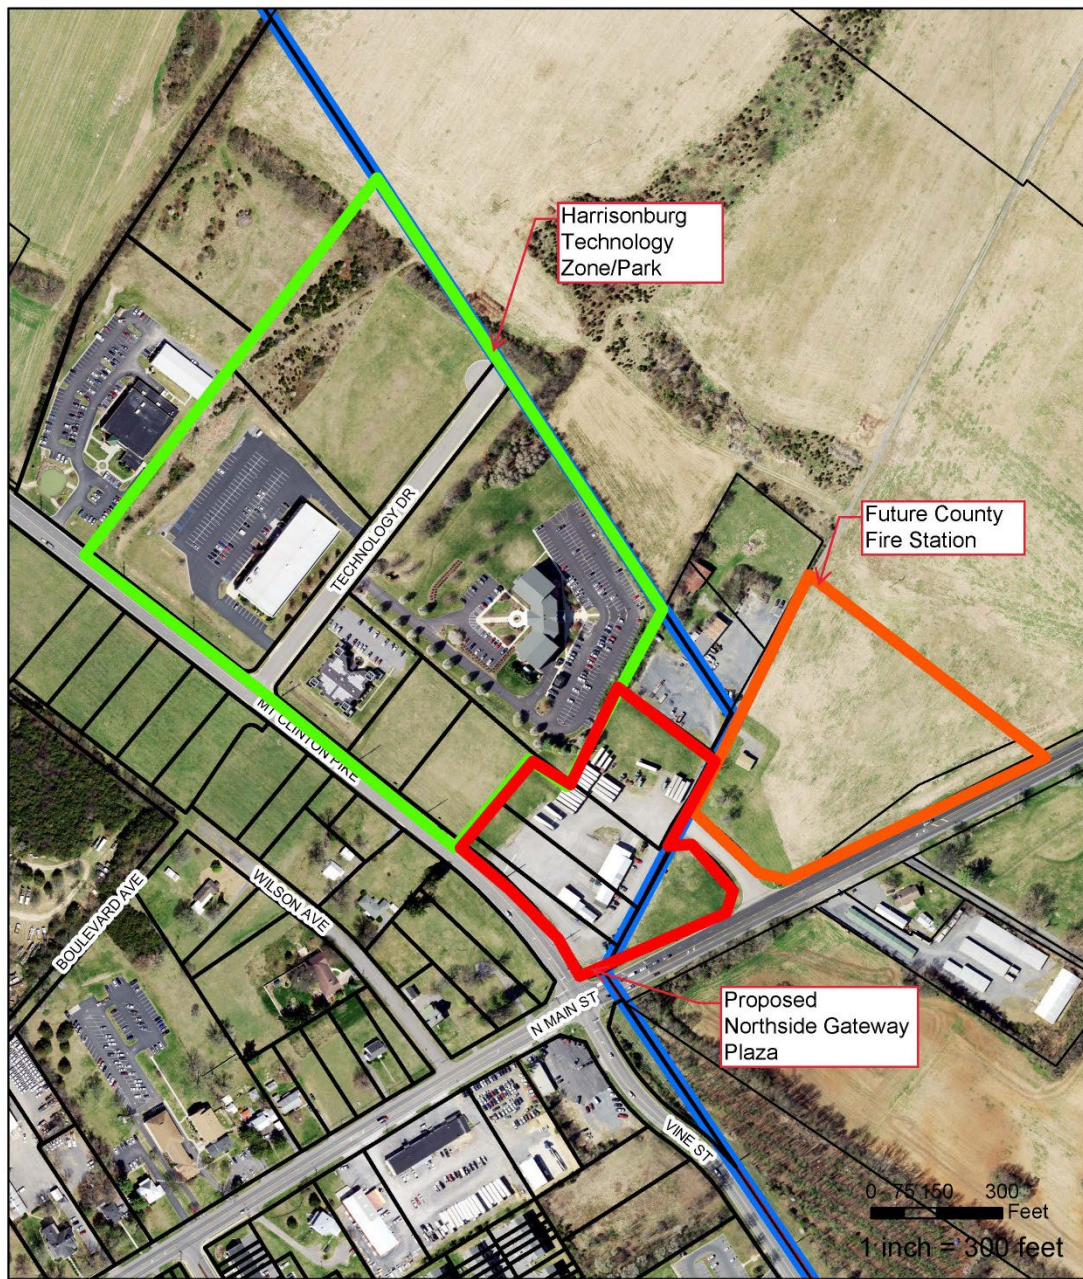 Harrisonburg
Technology
Zone/Park
Future County
Fire Station
TECHNOLOGY DR
MT CLINTON PIKE
BOULEVARD AVE
WILSON AVE
N MAIN ST
Proposed
Northside Gateway
Plaza
VINE ST
0 75 150 300
Feet
1 inch = 300 feet